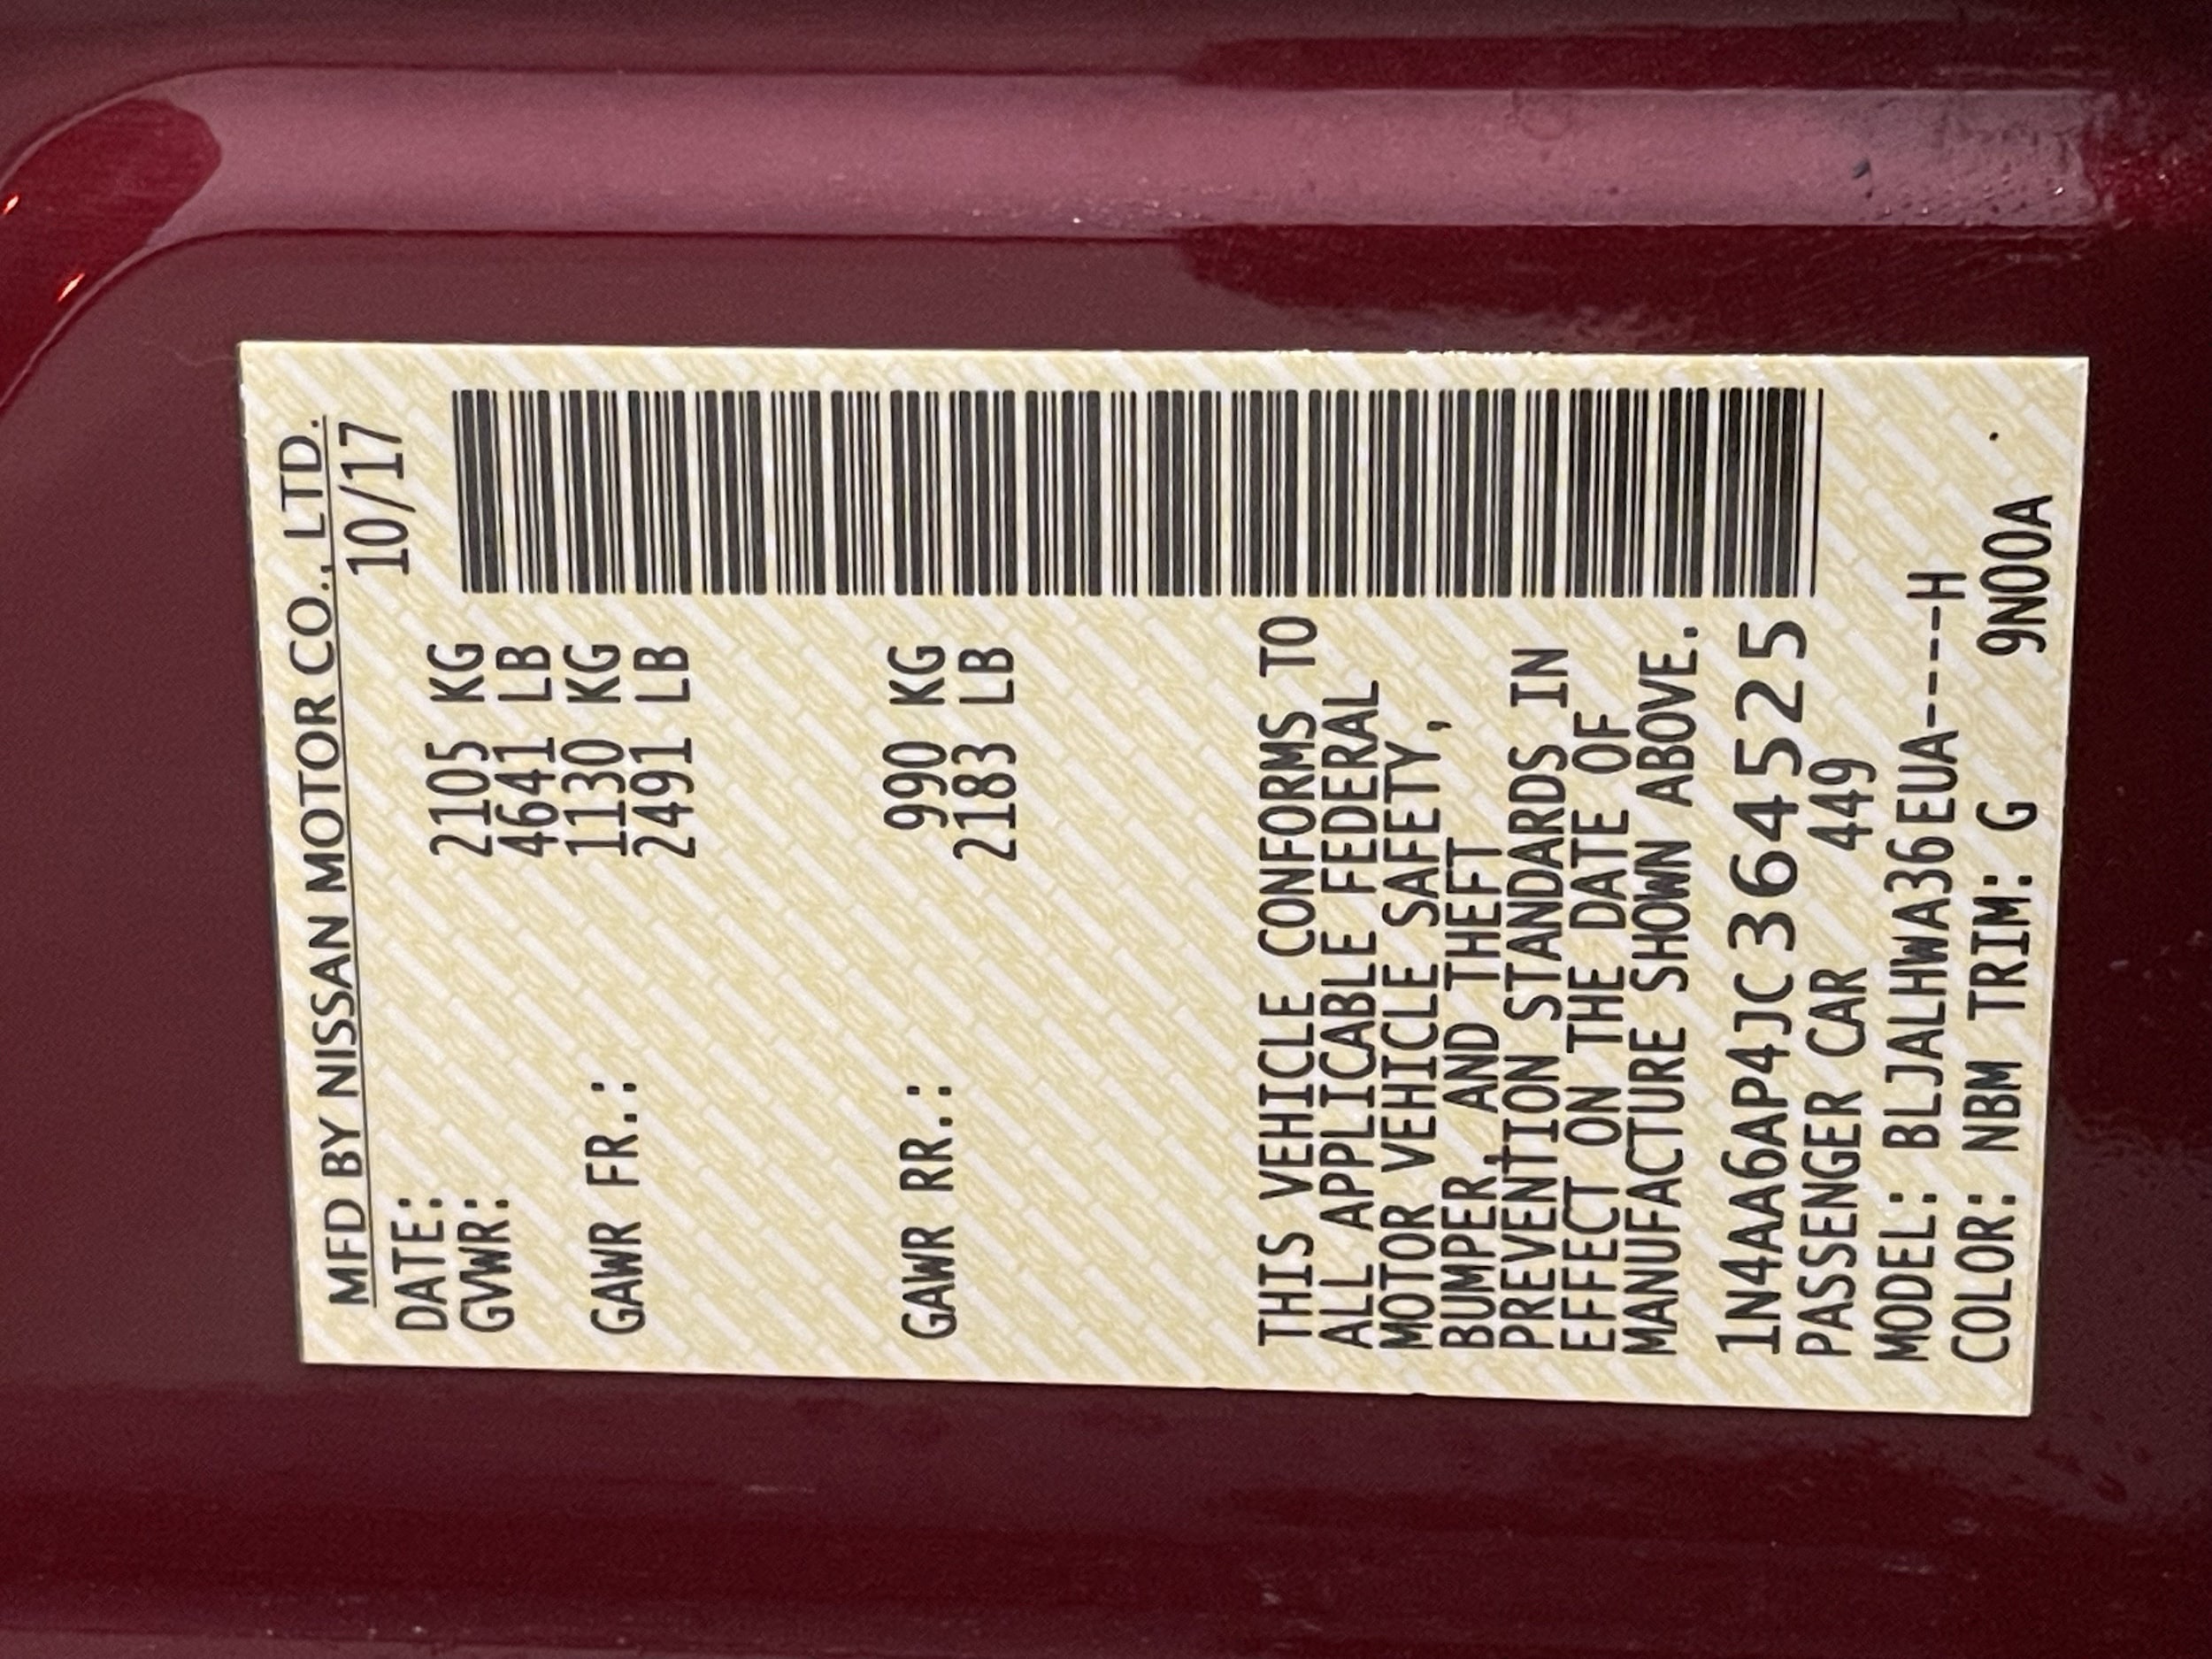 MFD BY NISSAN MOTOR CO., LTD.
DATE: 10/17
GVWR: 2105 KG
4641 LB
GAWR FR.: 1130 KG
2491 LB
GAWR RR.: 990 KG
2183 LB
THIS VEHICLE CONFORMS TO
ALL APPLICABLE FEDERAL
MOTOR VEHICLE SAFETY,
BUMPER, AND THEFT
PREVENTION STANDARDS IN
EFFECT ON THE DATE OF
MANUFACTURE SHOWN ABOVE.
1N4AA6AP4JC364525
PASSENGER CAR 449
MODEL: BLJALHWA36EUA----H
COLOR: NBM TRIM: G 9N00A